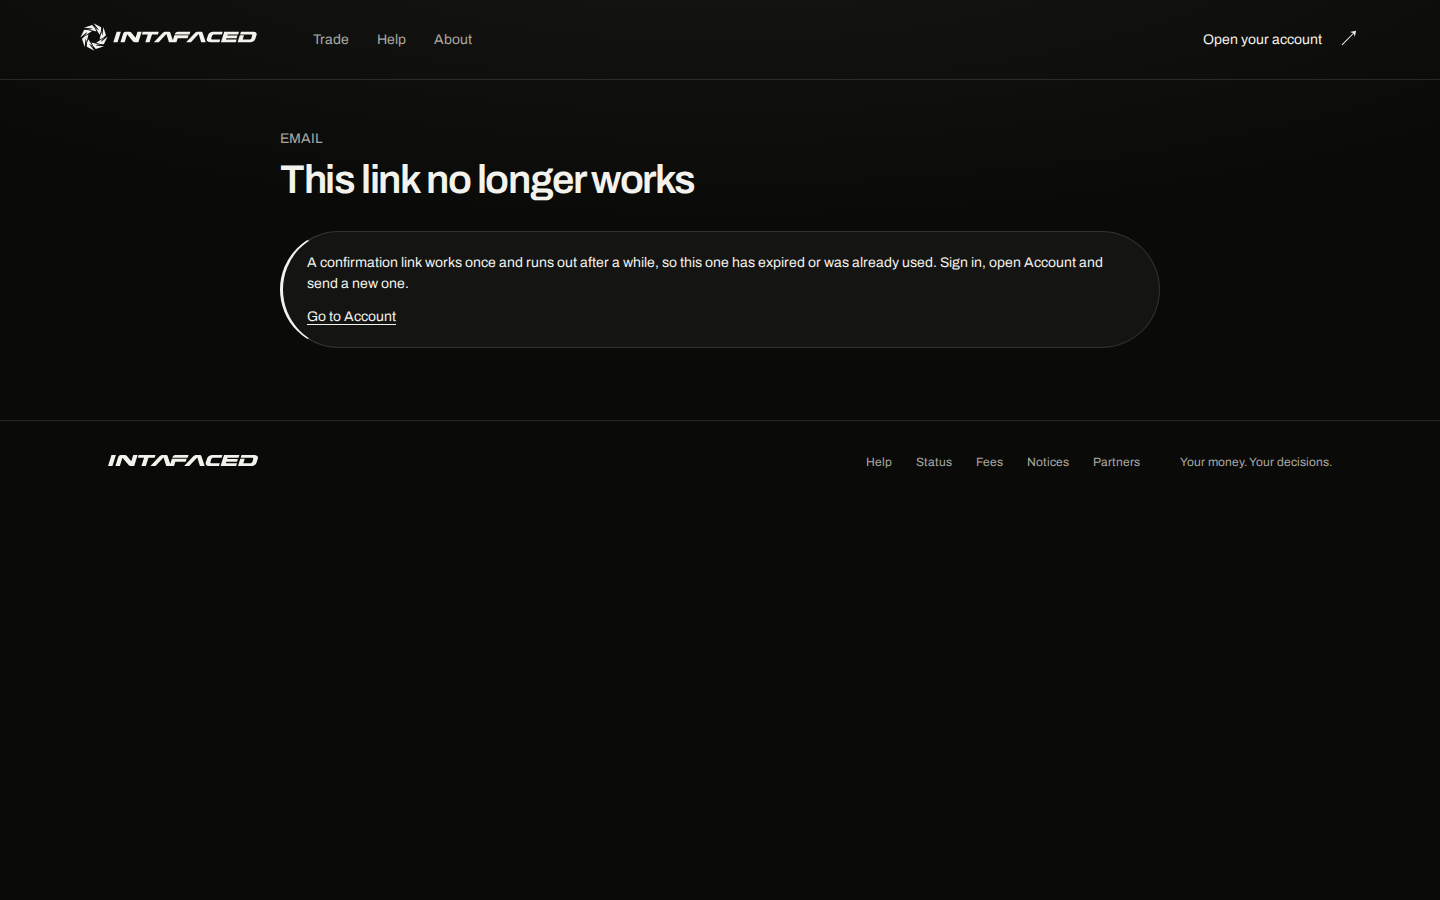 INTAFACED
Trade
Help
About
Open your account
EMAIL
This link no longer works
A confirmation link works once and runs out after a while, so this one has expired or was already used. Sign in, open Account and
send a new one.
Go to Account
INTAFACED
Help
Status
Fees
Notices
Partners
Your money. Your decisions.